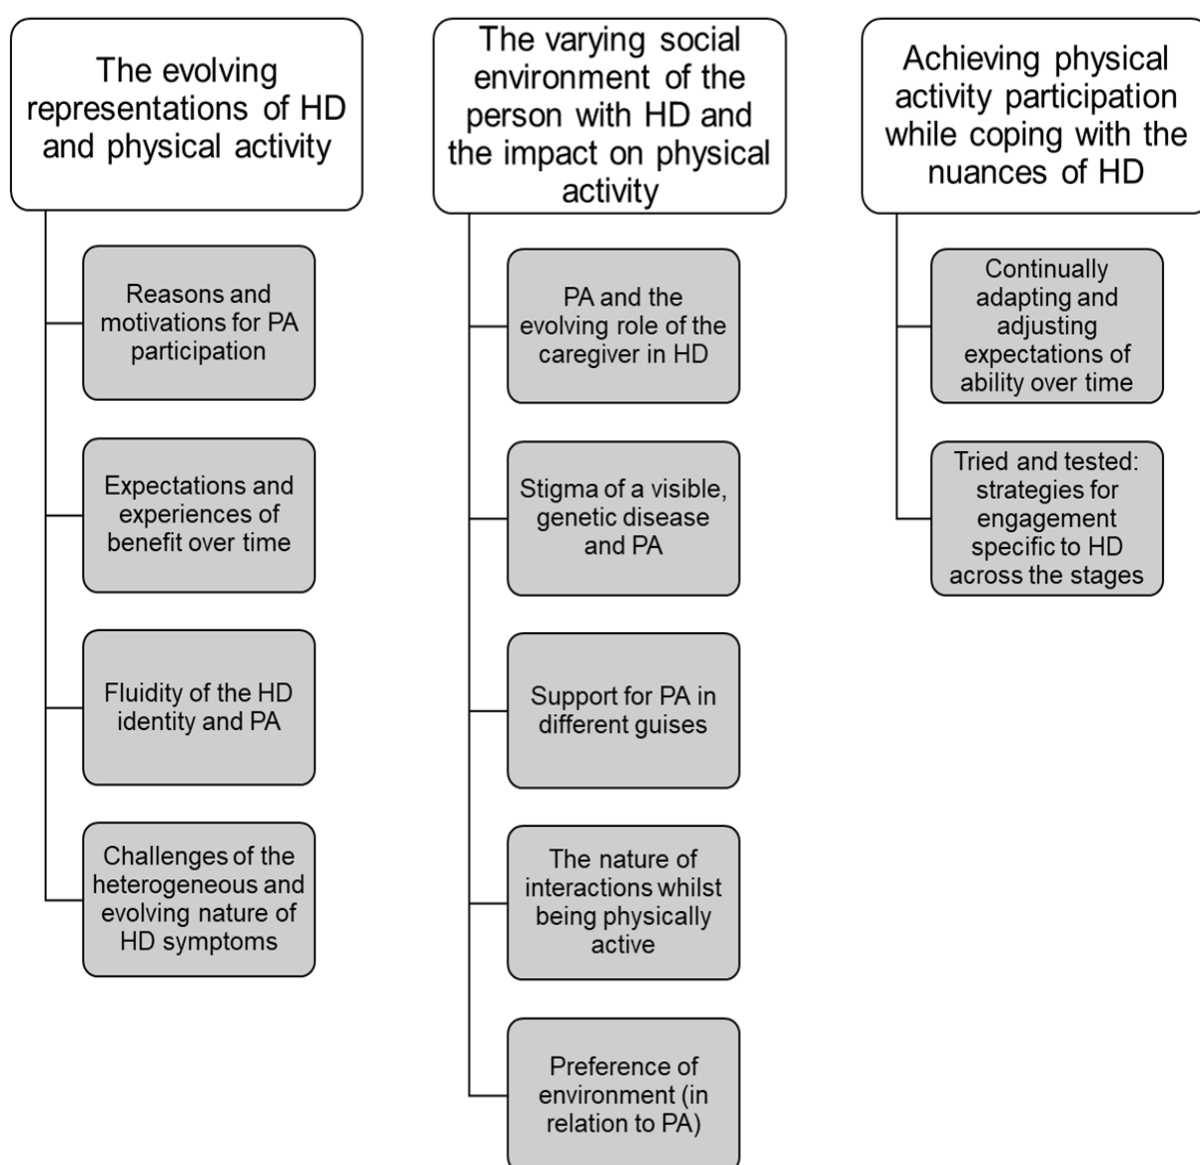 The evolving
representations of HD
and physical activity
Reasons and
motivations for PA
participation
Expectations and
experiences of
benefit over time
Fluidity of the HD
identity and PA
Challenges of the
heterogeneous and
evolving nature of
HD symptoms
The varying social
environment of the
person with HD and
the impact on physical
activity
PA and the
evolving role of the
caregiver in HD
Stigma of a visible,
genetic disease
and PA
Support for PA in
different guises
The nature of
interactions whilst
being physically
active
Preference of
environment (in
relation to PA)
Achieving physical
activity participation
while coping with the
nuances of HD
Continually
adapting and
adjusting
expectations of
ability over time
Tried and tested:
strategies for
engagement
specific to HD
across the stages